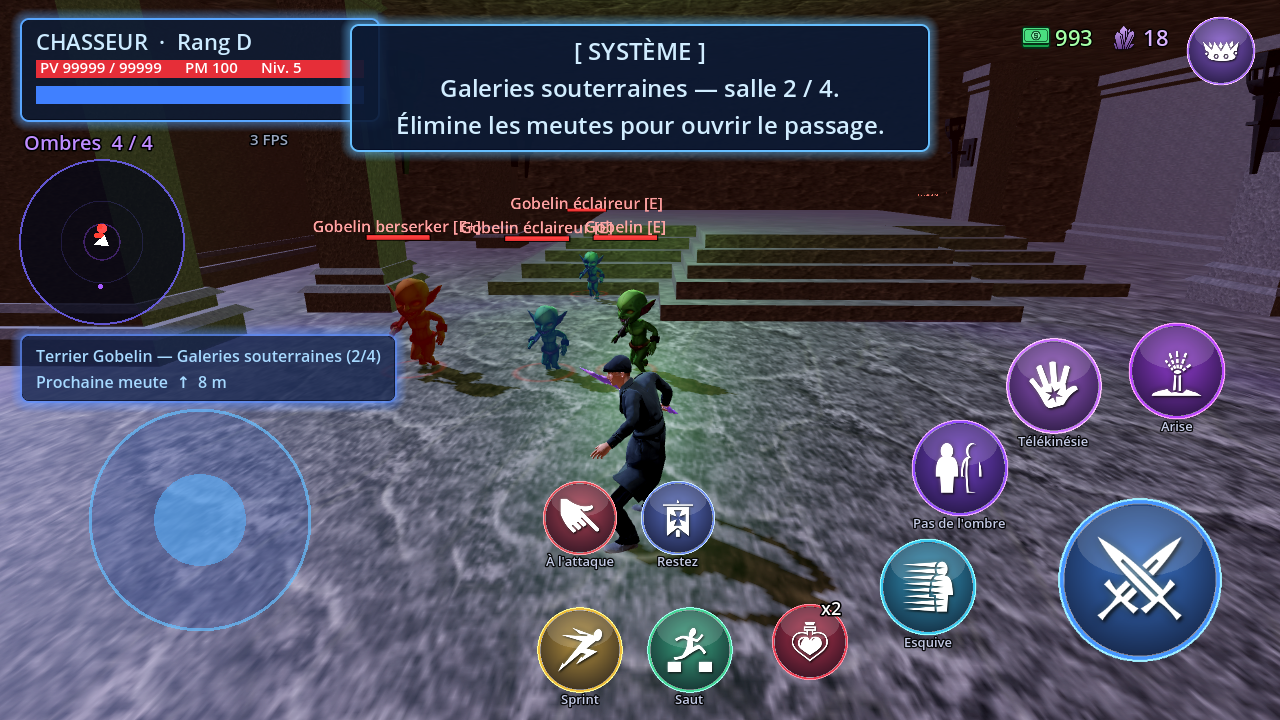 CHASSEUR · Rang D
PV 99999 / 99999 PM 100 Niv. 5
[ SYSTÈME ]
Galeries souterraines — salle 2 / 4.
Élimine les meutes pour ouvrir le passage.
993
18
Ombres 4 / 4
3 FPS
Gobelin éclaireur [E]
Gobelin berserker
Gobelin éclaireur
Gobelin [E]
Terrier Gobelin — Galeries souterraines (2/4)
Prochaine meute ↑ 8 m
Télékinésie
Arise
Pas de l'ombre
À l'attaque
Restez
x2
Esquive
Sprint
Saut